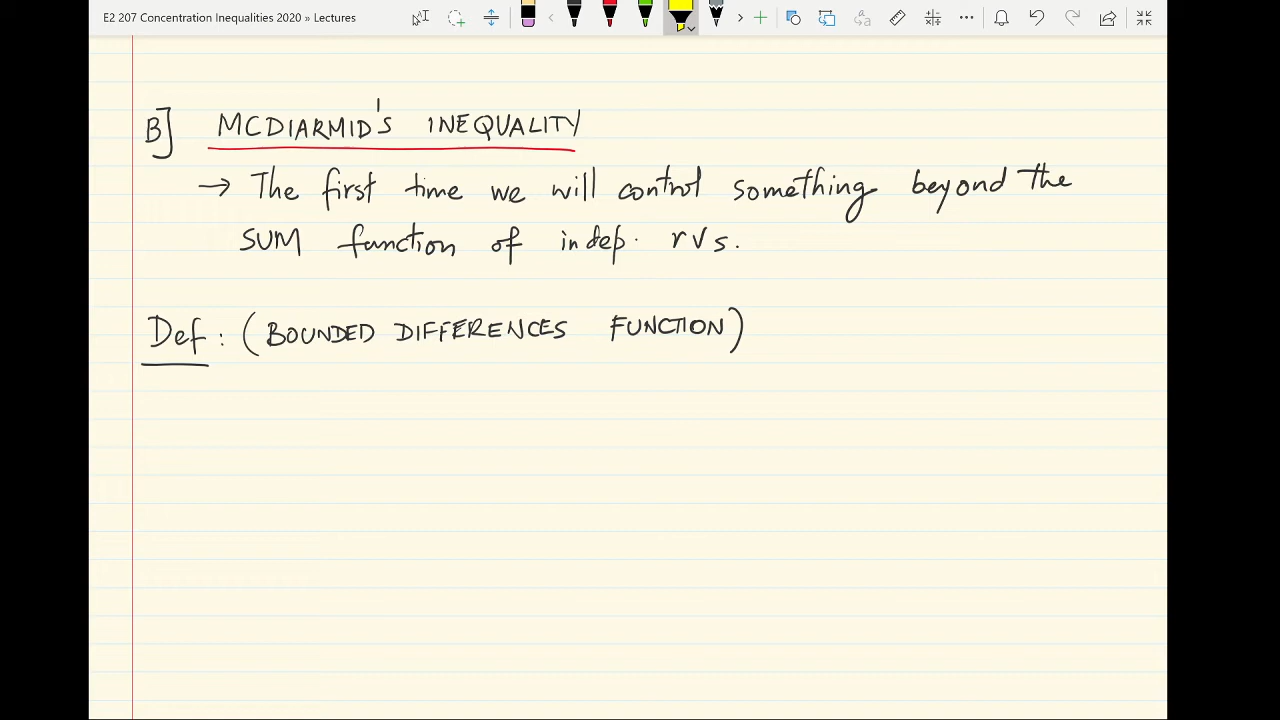 E2 207 Concentration Inequalities 2020 » Lectures
B] MCDIARMID'S INEQUALITY
→ The first time we will control something beyond the
SUM function of indep. rvs.
Def: (BOUNDED DIFFERENCES FUNCTION)